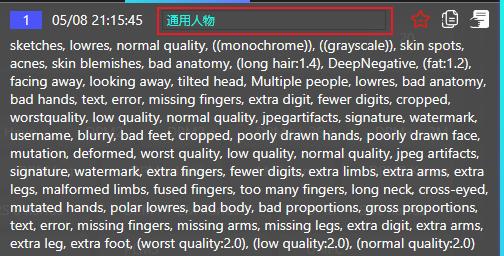 1 05/08 21:15:45 通用人物
sketches, lowres, normal quality, ((monochrome)), ((grayscale)), skin spots,
acnes, skin blemishes, bad anatomy, (long hair:1.4), DeepNegative, (fat:1.2),
facing away, looking away, tilted head, Multiple people, lowres, bad anatomy,
bad hands, text, error, missing fingers, extra digit, fewer digits, cropped,
worstquality, low quality, normal quality, jpegartifacts, signature, watermark,
username, blurry, bad feet, cropped, poorly drawn hands, poorly drawn face,
mutation, deformed, worst quality, low quality, normal quality, jpeg artifacts,
signature, watermark, extra fingers, fewer digits, extra limbs, extra arms, extra
legs, malformed limbs, fused fingers, too many fingers, long neck, cross-eyed,
mutated hands, polar lowres, bad body, bad proportions, gross proportions,
text, error, missing fingers, missing arms, missing legs, extra digit, extra arms,
extra leg, extra foot, (worst quality:2.0), (low quality:2.0), (normal quality:2.0)